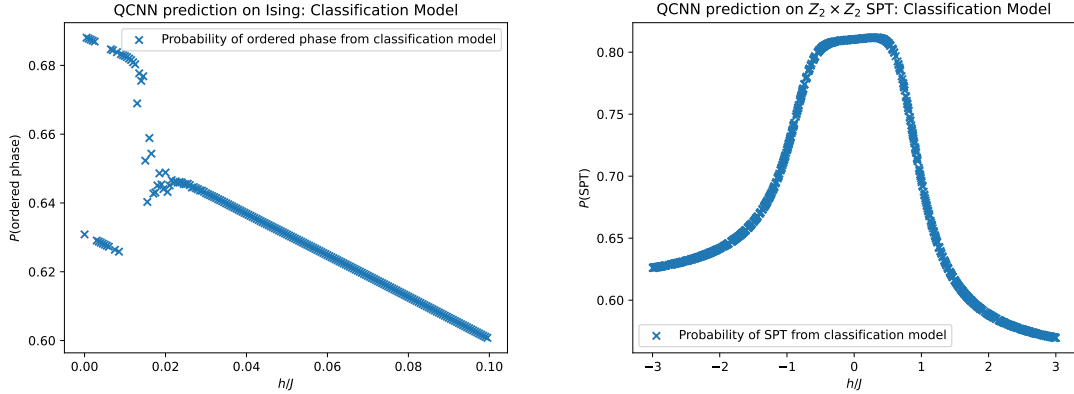 QCNN prediction on Ising: Classification Model
Probability of ordered phase from classification model
P(ordered phase)
0.68
0.66
0.64
0.62
0.60
0.00
0.02
0.04
0.06
0.08
0.10
h/J
QCNN prediction on Z₂ × Z₂ SPT: Classification Model
P(SPT)
0.80
0.75
0.70
0.65
0.60
Probability of SPT from classification model
−3
−2
−1
0
1
2
3
h/J